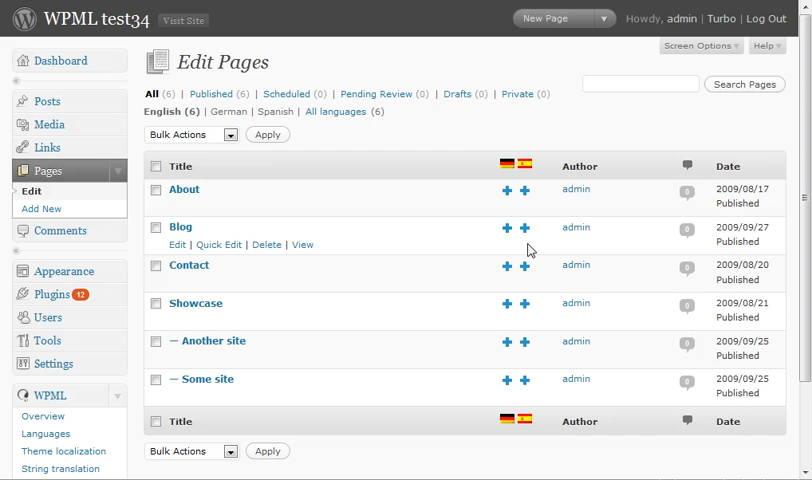 WPML test34
Visit Site
New Page
Howdy, admin | Turbo | Log Out
Screen Options
Help
Dashboard
Posts
Media
Links
Pages
Edit
Add New
Comments
Appearance
Plugins 12
Users
Tools
Settings
WPML
Overview
Languages
Theme localization
String translation
Edit Pages
All (6) | Published (6) | Scheduled (0) | Pending Review (0) | Drafts (0) | Private (0)
Search Pages
English (6) | German | Spanish | All languages (6)
Bulk Actions
Apply
Title Author Date
About admin 0 2009/08/17
Published
Blog admin 0 2009/09/27
Edit | Quick Edit | Delete | View Published
Contact admin 0 2009/08/20
Published
Showcase admin 0 2009/08/21
Published
— Another site admin 0 2009/09/25
Published
— Some site admin 0 2009/09/25
Published
Title Author Date
Bulk Actions
Apply